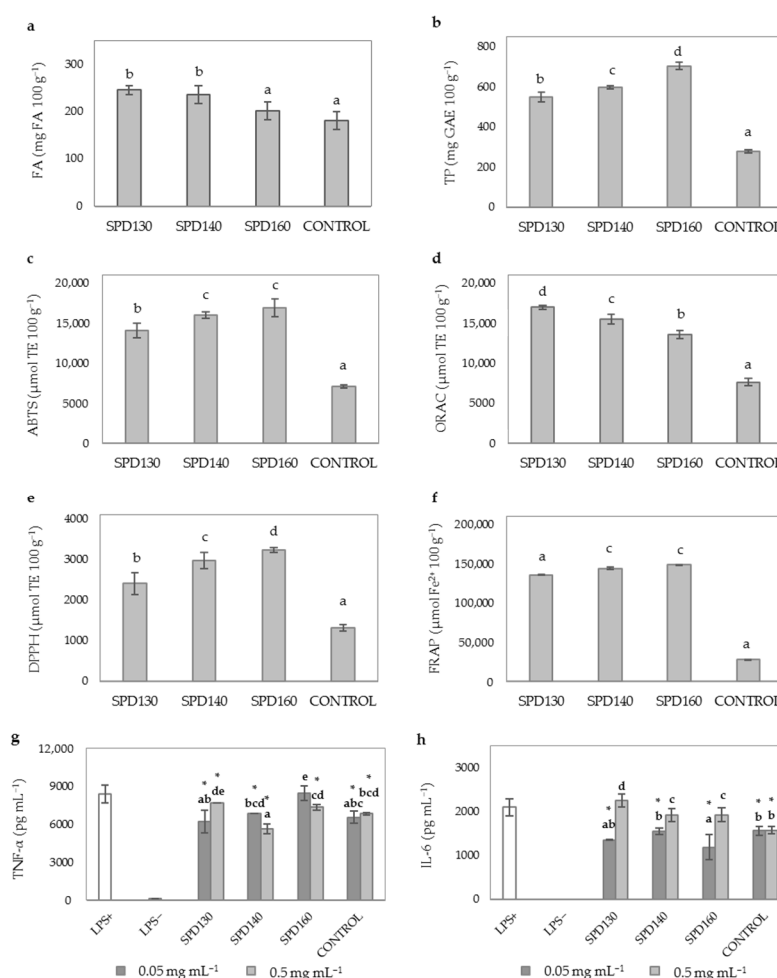 a
FA (mg FA 100 g⁻¹)
300
200
100
0
b
b
a
a
SPD130 SPD140 SPD160 CONTROL
b
TP (mg GAE 100 g⁻¹)
800
600
400
200
0
b
c
d
a
SPD130 SPD140 SPD160 CONTROL
c
ABTS (µmol TE 100 g⁻¹)
20,000
15,000
10,000
5000
0
b
c
c
a
SPD130 SPD140 SPD160 CONTROL
d
ORAC (µmol TE 100 g⁻¹)
20,000
15,000
10,000
5000
0
d
c
b
a
SPD130 SPD140 SPD160 CONTROL
e
DPPH (µmol TE 100 g⁻¹)
4000
3000
2000
1000
0
b
c
d
a
SPD130 SPD140 SPD160 CONTROL
f
FRAP (µmol Fe²⁺ 100 g⁻¹)
200,000
150,000
100,000
50,000
0
a
c
c
a
SPD130 SPD140 SPD160 CONTROL
g
TNF-α (pg mL⁻¹)
12,000
9000
6000
3000
0
* * * * * *
ab de bcd a e cd abc bcd
LPS+ LPS− SPD130 SPD140 SPD160 CONTROL
0.05 mg mL⁻¹ 0.5 mg mL⁻¹
h
IL-6 (pg mL⁻¹)
3000
2000
1000
0
* * * * *
ab d b c a c b b
LPS+ LPS− SPD130 SPD140 SPD160 CONTROL
0.05 mg mL⁻¹ 0.5 mg mL⁻¹